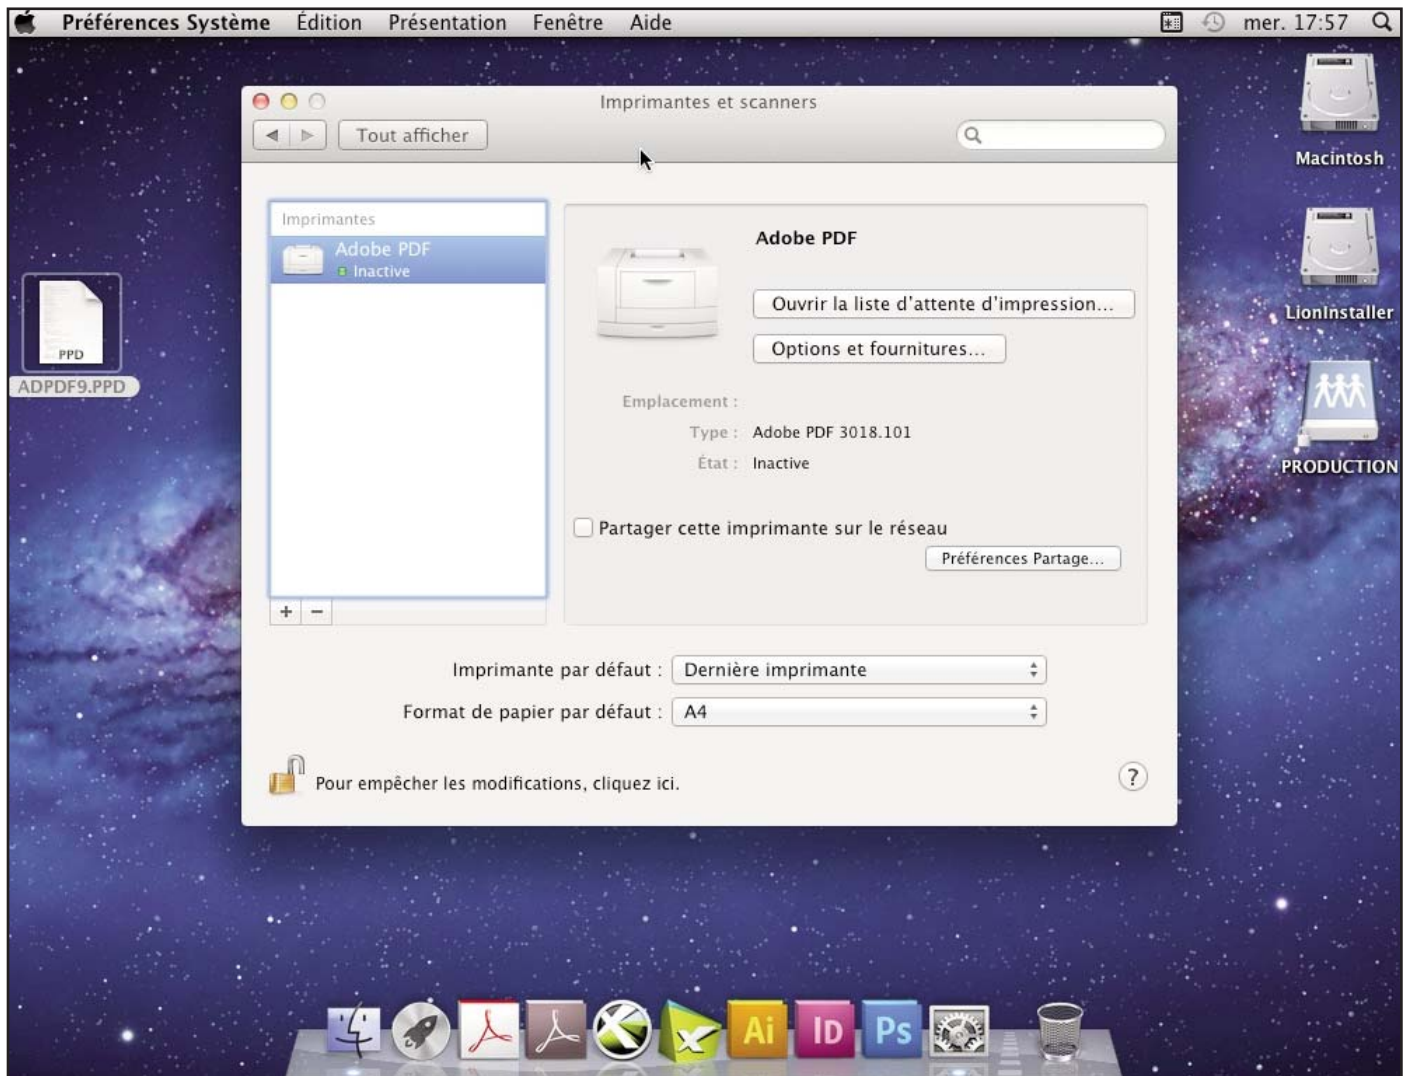 Préférences Système Édition Présentation Fenêtre Aide mer. 17:57
Imprimantes et scanners
Tout afficher
Macintosh
Imprimantes
Adobe PDF
Inactive
Adobe PDF
Ouvrir la liste d'attente d'impression...
Options et fournitures...
LionInstaller
PPD
ADPDF9.PPD
Emplacement :
Type : Adobe PDF 3018.101
État : Inactive
PRODUCTION
Partager cette imprimante sur le réseau
Préférences Partage...
+ −
Imprimante par défaut : Dernière imprimante
Format de papier par défaut : A4
Pour empêcher les modifications, cliquez ici.
?
Ai ID Ps